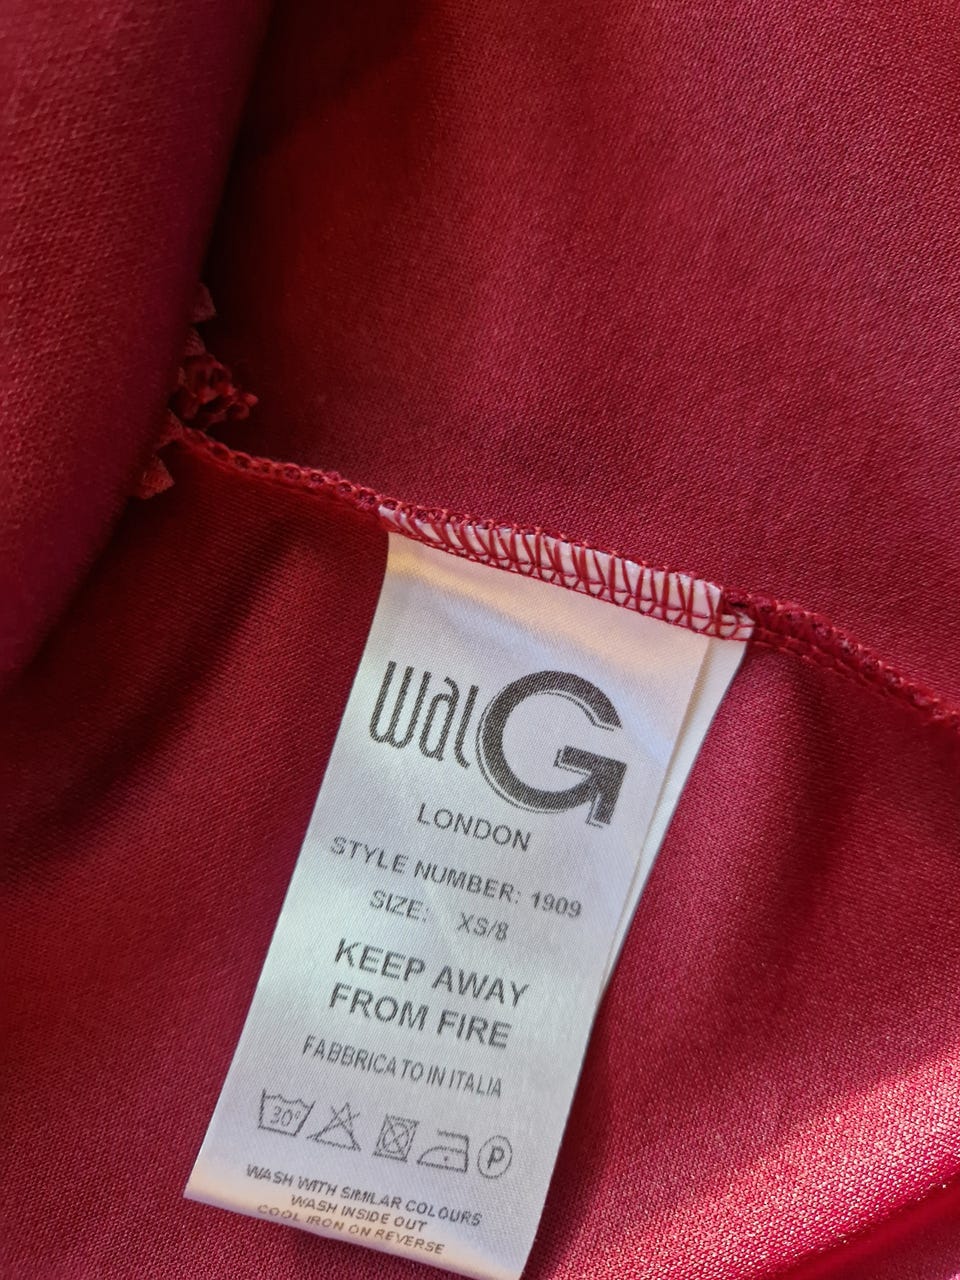 wal G
LONDON
STYLE NUMBER: 1909
SIZE: XS/8
KEEP AWAY
FROM FIRE
FABBRICATO IN ITALIA
30° P
WASH WITH SIMILAR COLOURS
WASH INSIDE OUT
COOL IRON ON REVERSE